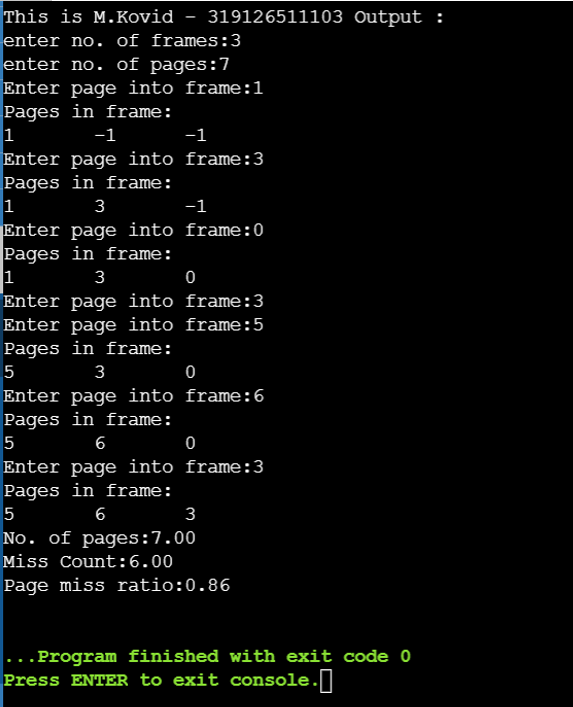 This is M.Kovid - 319126511103 Output :
enter no. of frames:3
enter no. of pages:7
Enter page into frame:1
Pages in frame:
1 -1 -1
Enter page into frame:3
Pages in frame:
1 3 -1
Enter page into frame:0
Pages in frame:
1 3 0
Enter page into frame:3
Enter page into frame:5
Pages in frame:
5 3 0
Enter page into frame:6
Pages in frame:
5 6 0
Enter page into frame:3
Pages in frame:
5 6 3
No. of pages:7.00
Miss Count:6.00
Page miss ratio:0.86
...Program finished with exit code 0
Press ENTER to exit console.